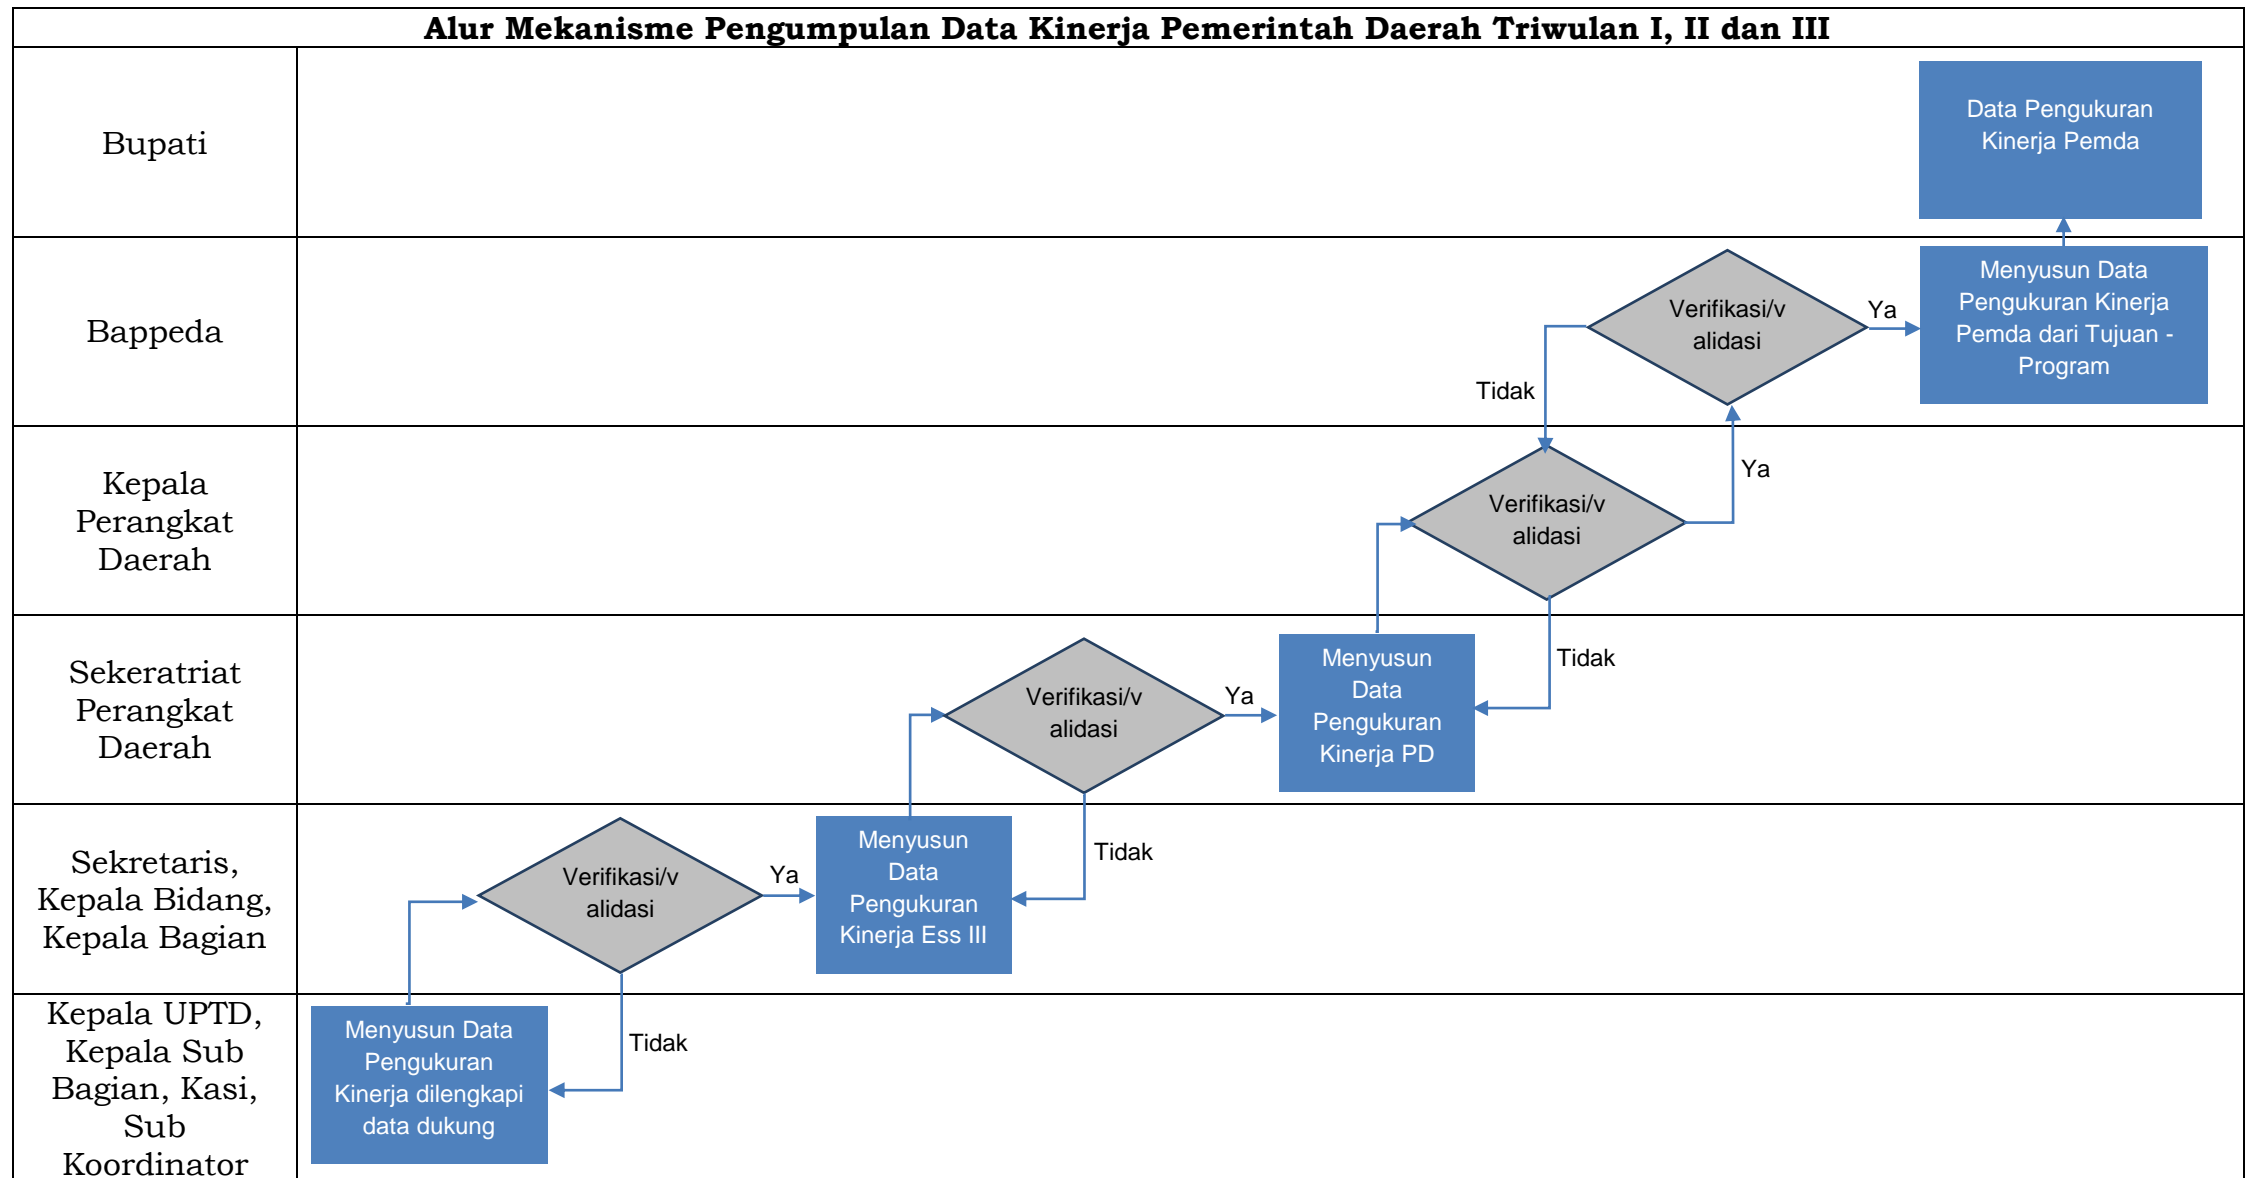 Alur Mekanisme Pengumpulan Data Kinerja Pemerintah Daerah Triwulan I, II dan III
Bupati
Data Pengukuran
Kinerja Pemda
Bappeda
Verifikasi/v
alidasi
Ya
Menyusun Data
Pengukuran Kinerja
Pemda dari Tujuan -
Program
Tidak
Kepala
Perangkat
Daerah
Verifikasi/v
alidasi
Ya
Tidak
Sekeratriat
Perangkat
Daerah
Verifikasi/v
alidasi
Ya
Menyusun
Data
Pengukuran
Kinerja PD
Tidak
Sekretaris,
Kepala Bidang,
Kepala Bagian
Verifikasi/v
alidasi
Ya
Menyusun
Data
Pengukuran
Kinerja Ess III
Tidak
Kepala UPTD,
Kepala Sub
Bagian, Kasi,
Sub
Koordinator
Menyusun Data
Pengukuran
Kinerja dilengkapi
data dukung